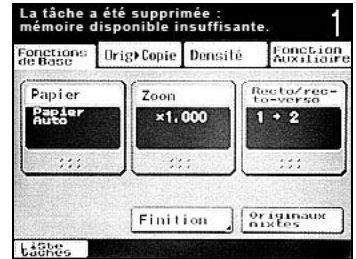 La tâche a été supprimée :
mémoire disponible insuffisante.
1
Fonctions de Base
Orig▸Copie
Densité
Fonction Auxiliaire
Papier
Papier Auto
Zoom
×1,000
Recto/rec-
to-verso
1 → 2
Finition
Originaux mixtes
Liste tâches